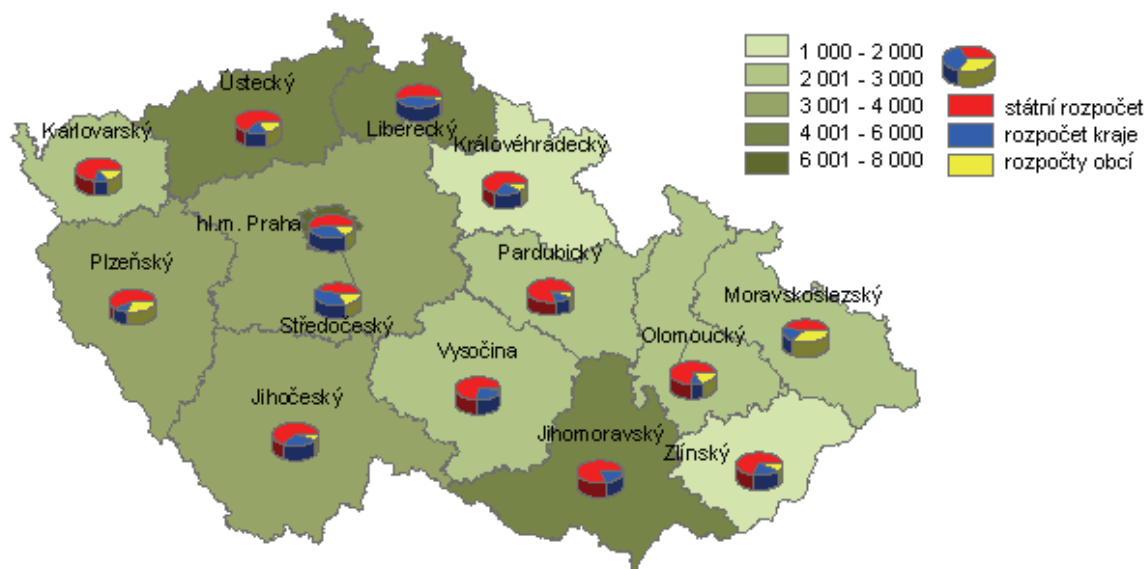 1 000 - 2 000
2 001 - 3 000
3 001 - 4 000
4 001 - 6 000
6 001 - 8 000
státní rozpočet
rozpočet kraje
rozpočty obcí
Ústecký
Karlovarský
Liberecký
Královéhrádecký
hl.m. Praha
Plzeňský
Pardubický
Moravskoslezský
Středočeský
Olomoucký
Vysočina
Jihočeský
Jihomoravský
Zlínský